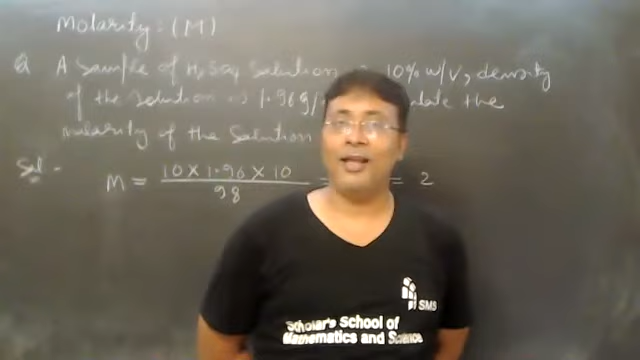 Molarity: (M)
Q A sample of H2SO4 solution 10% w/v, density
of the solution is 1.96g/ the
molarity of the solution
Sol -
M = 10 × 1.96 × 10 / 98 = = 2
SMS
Scholar's School of
Mathematics and Science